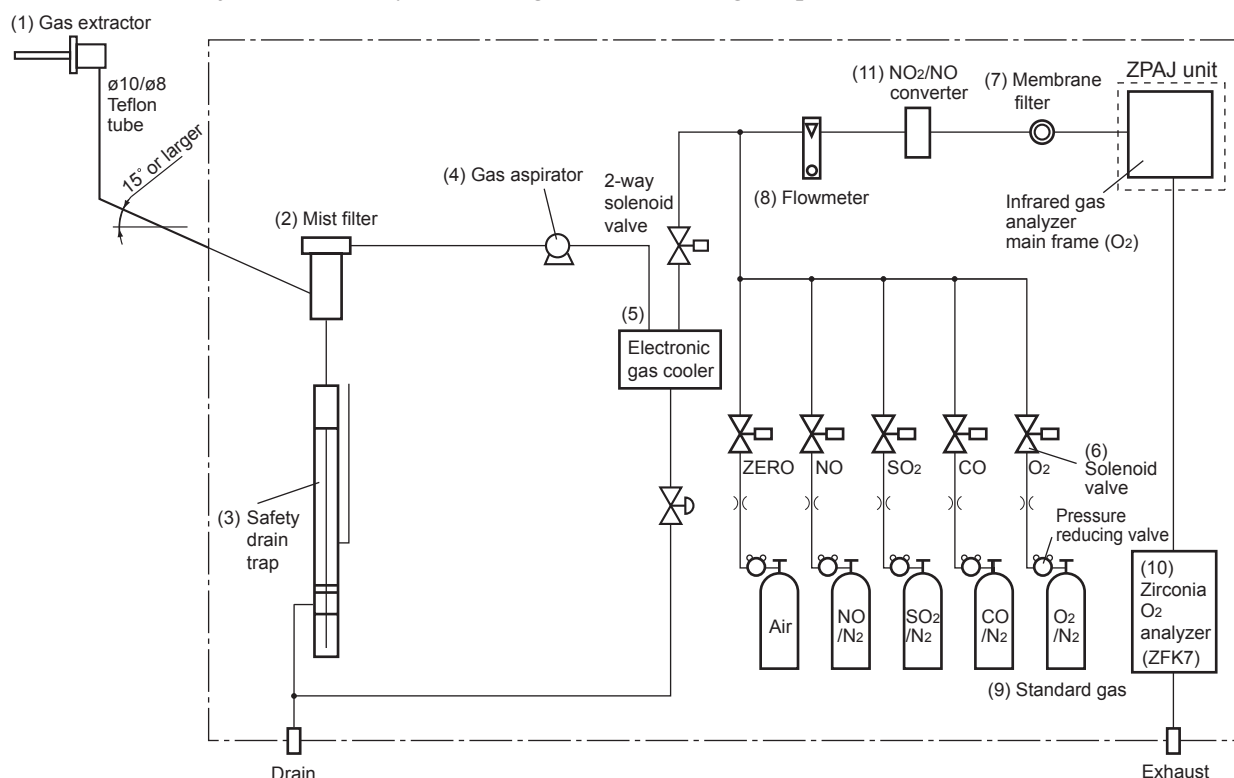 (1) Gas extractor
ø10/ø8
Teflon
tube
15° or larger
(2) Mist filter
(3) Safety
drain
trap
(4) Gas aspirator
2-way
solenoid
valve
(5)
Electronic
gas cooler
(11) NO2/NO
converter
(7) Membrane
filter
ZPAJ unit
(8) Flowmeter
Infrared gas
analyzer
main frame (O2)
ZERO
NO
SO2
CO
O2
(6)
Solenoid
valve
Pressure
reducing valve
Air
NO
/N2
SO2
/N2
CO
/N2
O2
/N2
(9) Standard gas
(10)
Zirconia
O2
analyzer
(ZFK7)
Drain
Exhaust